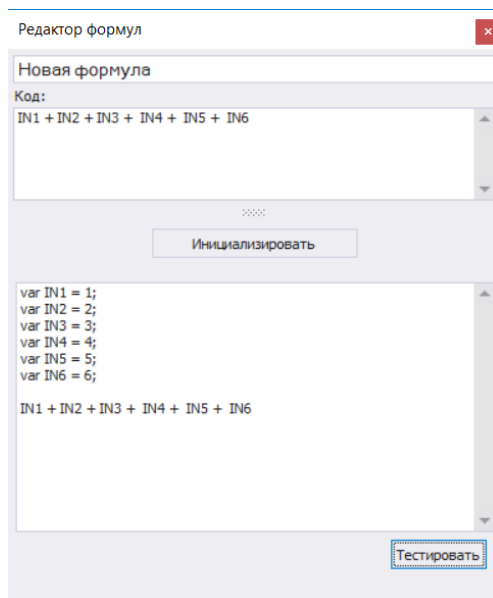 Редактор формул
Новая формула
Код:
IN1 + IN2 + IN3 + IN4 + IN5 + IN6
Инициализировать
var IN1 = 1;
var IN2 = 2;
var IN3 = 3;
var IN4 = 4;
var IN5 = 5;
var IN6 = 6;
IN1 + IN2 + IN3 + IN4 + IN5 + IN6
Тестировать